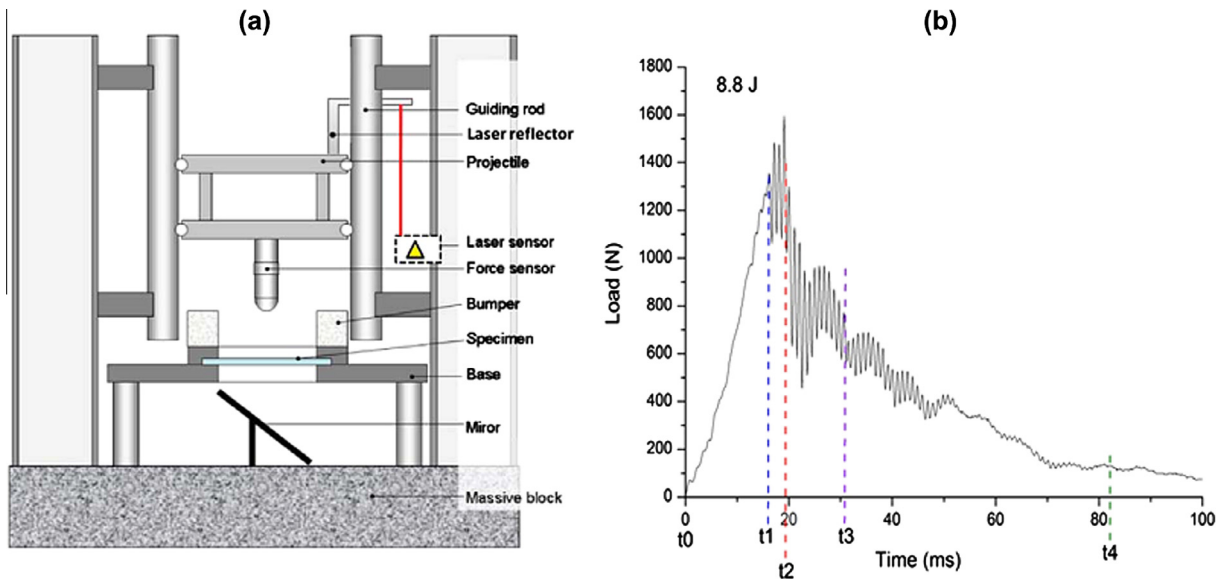 (a)
Guiding rod
Laser reflector
Projectile
Laser sensor
Force sensor
Bumper
Specimen
Base
Miror
Massive block
(b)
8.8 J
Load (N)
1800
1600
1400
1200
1000
800
600
400
200
0
0 20 40 60 80 100
t0 t1 t2 t3 t4
Time (ms)